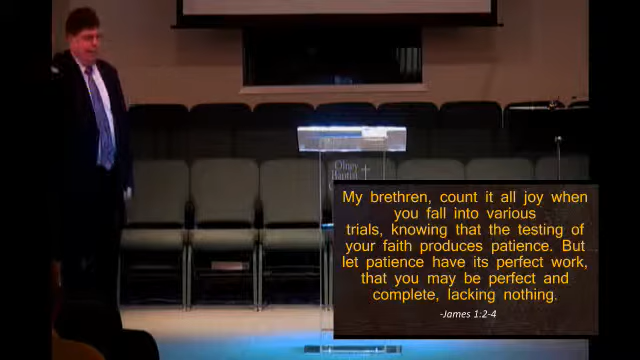 Olney
Baptist
My brethren, count it all joy when
you fall into various
trials, knowing that the testing of
your faith produces patience. But
let patience have its perfect work,
that you may be perfect and
complete, lacking nothing.
-James 1:2-4